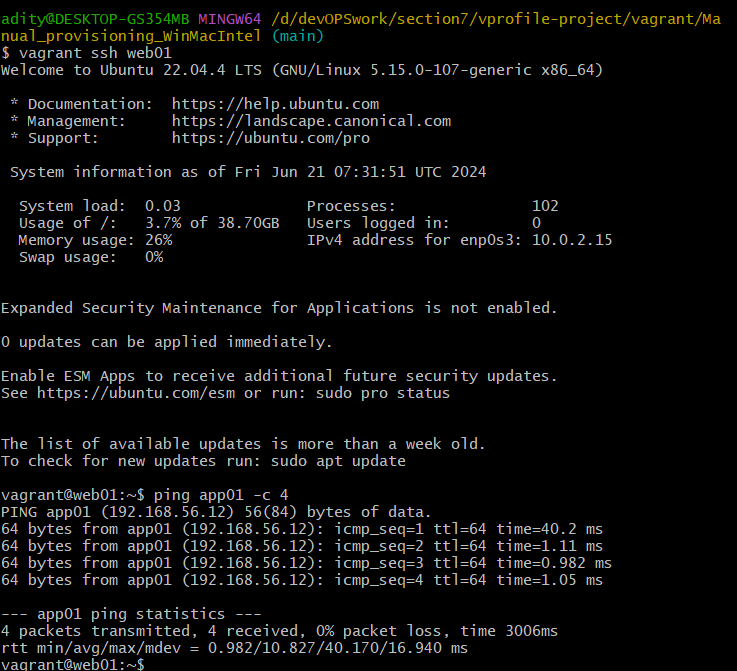 adity@DESKTOP-GS354MB MINGW64 /d/devOPSwork/section7/vprofile-project/vagrant/Ma
nual_provisioning_WinMacIntel (main)
$ vagrant ssh web01
Welcome to Ubuntu 22.04.4 LTS (GNU/Linux 5.15.0-107-generic x86_64)
* Documentation:  https://help.ubuntu.com
* Management:     https://landscape.canonical.com
* Support:        https://ubuntu.com/pro
System information as of Fri Jun 21 07:31:51 UTC 2024
System load:  0.03              Processes:               102
Usage of /:   3.7% of 38.70GB   Users logged in:         0
Memory usage: 26%               IPv4 address for enp0s3: 10.0.2.15
Swap usage:   0%
Expanded Security Maintenance for Applications is not enabled.
0 updates can be applied immediately.
Enable ESM Apps to receive additional future security updates.
See https://ubuntu.com/esm or run: sudo pro status
The list of available updates is more than a week old.
To check for new updates run: sudo apt update
vagrant@web01:~$ ping app01 -c 4
PING app01 (192.168.56.12) 56(84) bytes of data.
64 bytes from app01 (192.168.56.12): icmp_seq=1 ttl=64 time=40.2 ms
64 bytes from app01 (192.168.56.12): icmp_seq=2 ttl=64 time=1.11 ms
64 bytes from app01 (192.168.56.12): icmp_seq=3 ttl=64 time=0.982 ms
64 bytes from app01 (192.168.56.12): icmp_seq=4 ttl=64 time=1.05 ms
--- app01 ping statistics ---
4 packets transmitted, 4 received, 0% packet loss, time 3006ms
rtt min/avg/max/mdev = 0.982/10.827/40.170/16.940 ms
vagrant@web01:~$